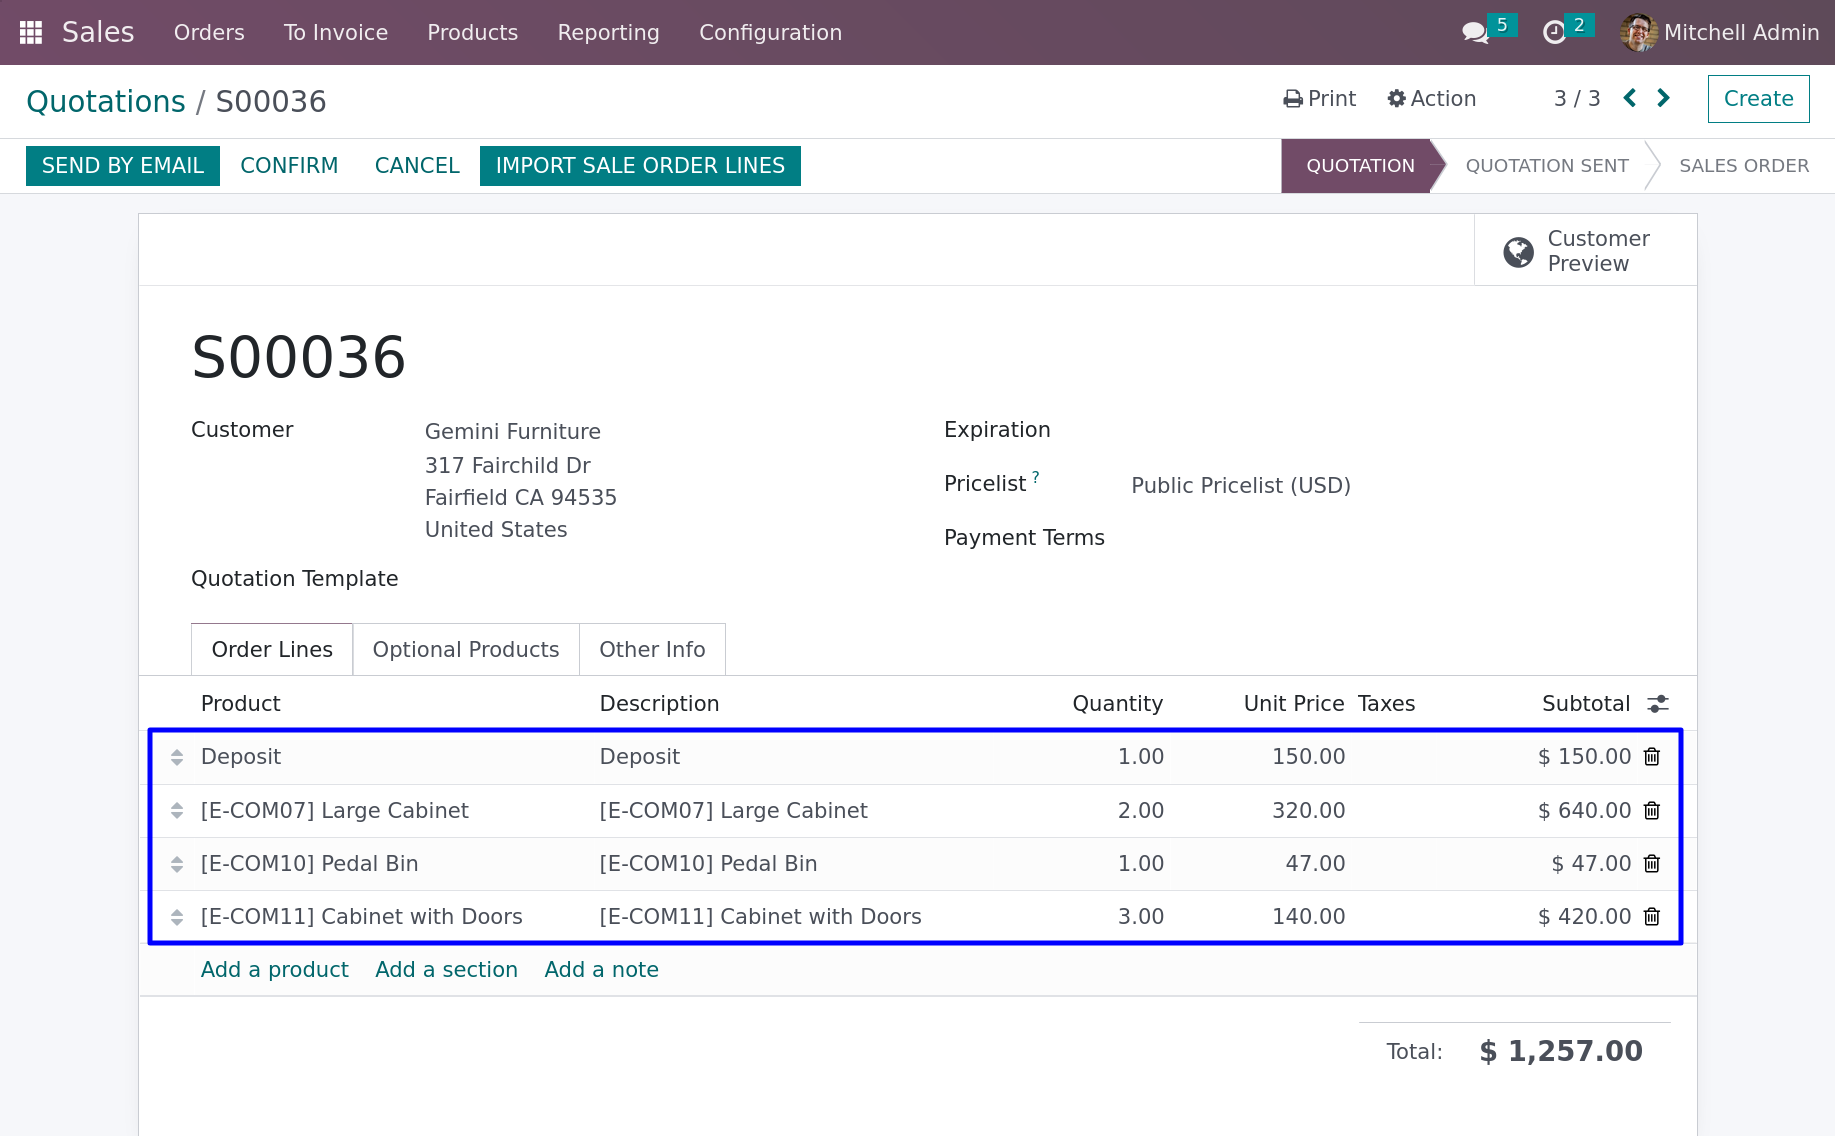 Sales Orders To Invoice Products Reporting Configuration 5 2 Mitchell Admin
Quotations / S00036 Print Action 3 / 3 Create
SEND BY EMAIL CONFIRM CANCEL IMPORT SALE ORDER LINES QUOTATION QUOTATION SENT SALES ORDER
Customer
Preview
S00036
Customer Gemini Furniture
317 Fairchild Dr
Fairfield CA 94535
United States
Quotation Template
Expiration
Pricelist ? Public Pricelist (USD)
Payment Terms
Order Lines Optional Products Other Info
Product Description Quantity Unit Price Taxes Subtotal
Deposit Deposit 1.00 150.00 $ 150.00
[E-COM07] Large Cabinet [E-COM07] Large Cabinet 2.00 320.00 $ 640.00
[E-COM10] Pedal Bin [E-COM10] Pedal Bin 1.00 47.00 $ 47.00
[E-COM11] Cabinet with Doors [E-COM11] Cabinet with Doors 3.00 140.00 $ 420.00
Add a product Add a section Add a note
Total: $ 1,257.00